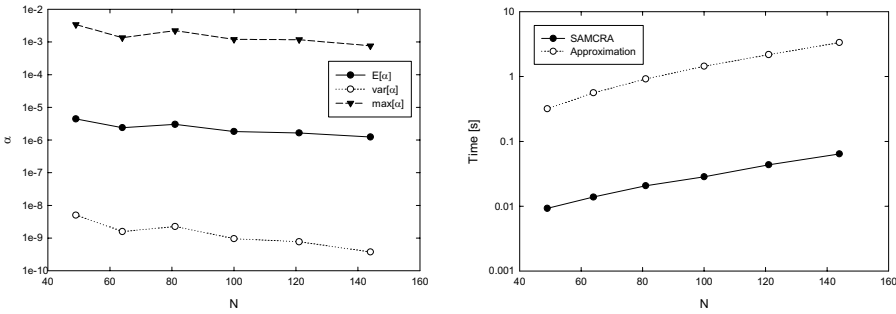 1e-2
1e-3
1e-4
1e-5
1e-6
1e-7
1e-8
1e-9
1e-10
α
E[α]
var[α]
max[α]
40 60 80 100 120 140 160
N
10
1
0.1
0.01
0.001
Time [s]
SAMCRA
Approximation
40 60 80 100 120 140 160
N